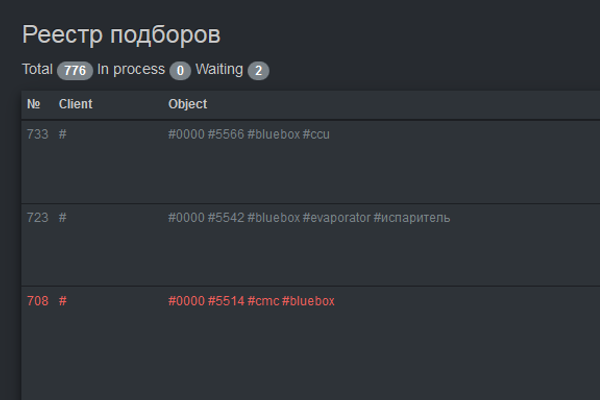 Реестр подборов
Total 776 In process 0 Waiting 2
№ Client Object
733 # #0000 #5566 #bluebox #ccu
723 # #0000 #5542 #bluebox #evaporator #испаритель
708 # #0000 #5514 #cmc #bluebox